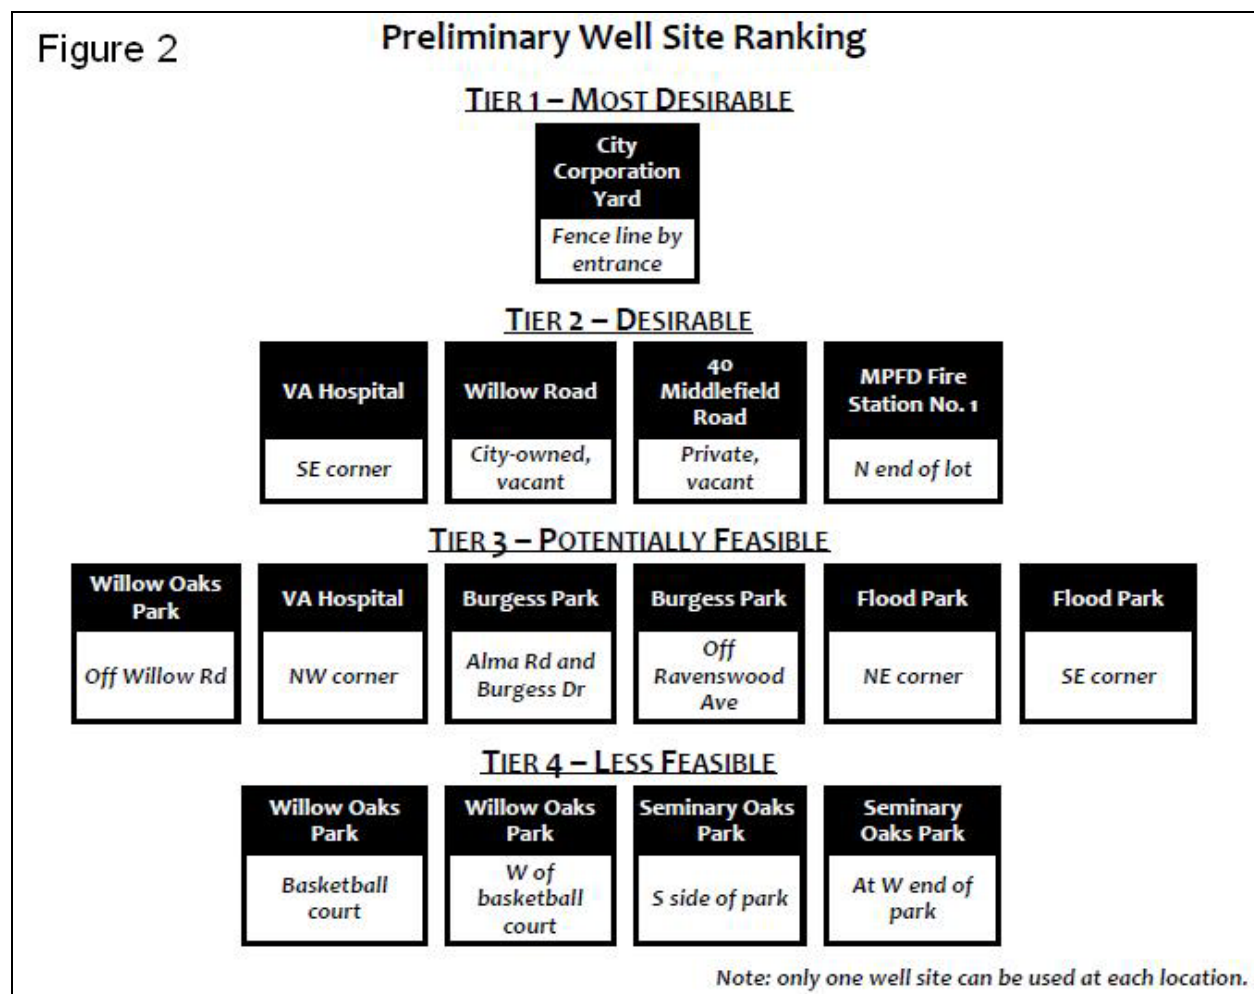 Figure 2
Preliminary Well Site Ranking
TIER 1 – MOST DESIRABLE
City
Corporation
Yard
Fence line by
entrance
TIER 2 – DESIRABLE
VA Hospital
SE corner
Willow Road
City-owned,
vacant
40
Middlefield
Road
Private,
vacant
MPFD Fire
Station No. 1
N end of lot
TIER 3 – POTENTIALLY FEASIBLE
Willow Oaks
Park
Off Willow Rd
VA Hospital
NW corner
Burgess Park
Alma Rd and
Burgess Dr
Burgess Park
Off
Ravenswood
Ave
Flood Park
NE corner
Flood Park
SE corner
TIER 4 – LESS FEASIBLE
Willow Oaks
Park
Basketball
court
Willow Oaks
Park
W of
basketball
court
Seminary Oaks
Park
S side of park
Seminary
Oaks Park
At W end of
park
Note: only one well site can be used at each location.